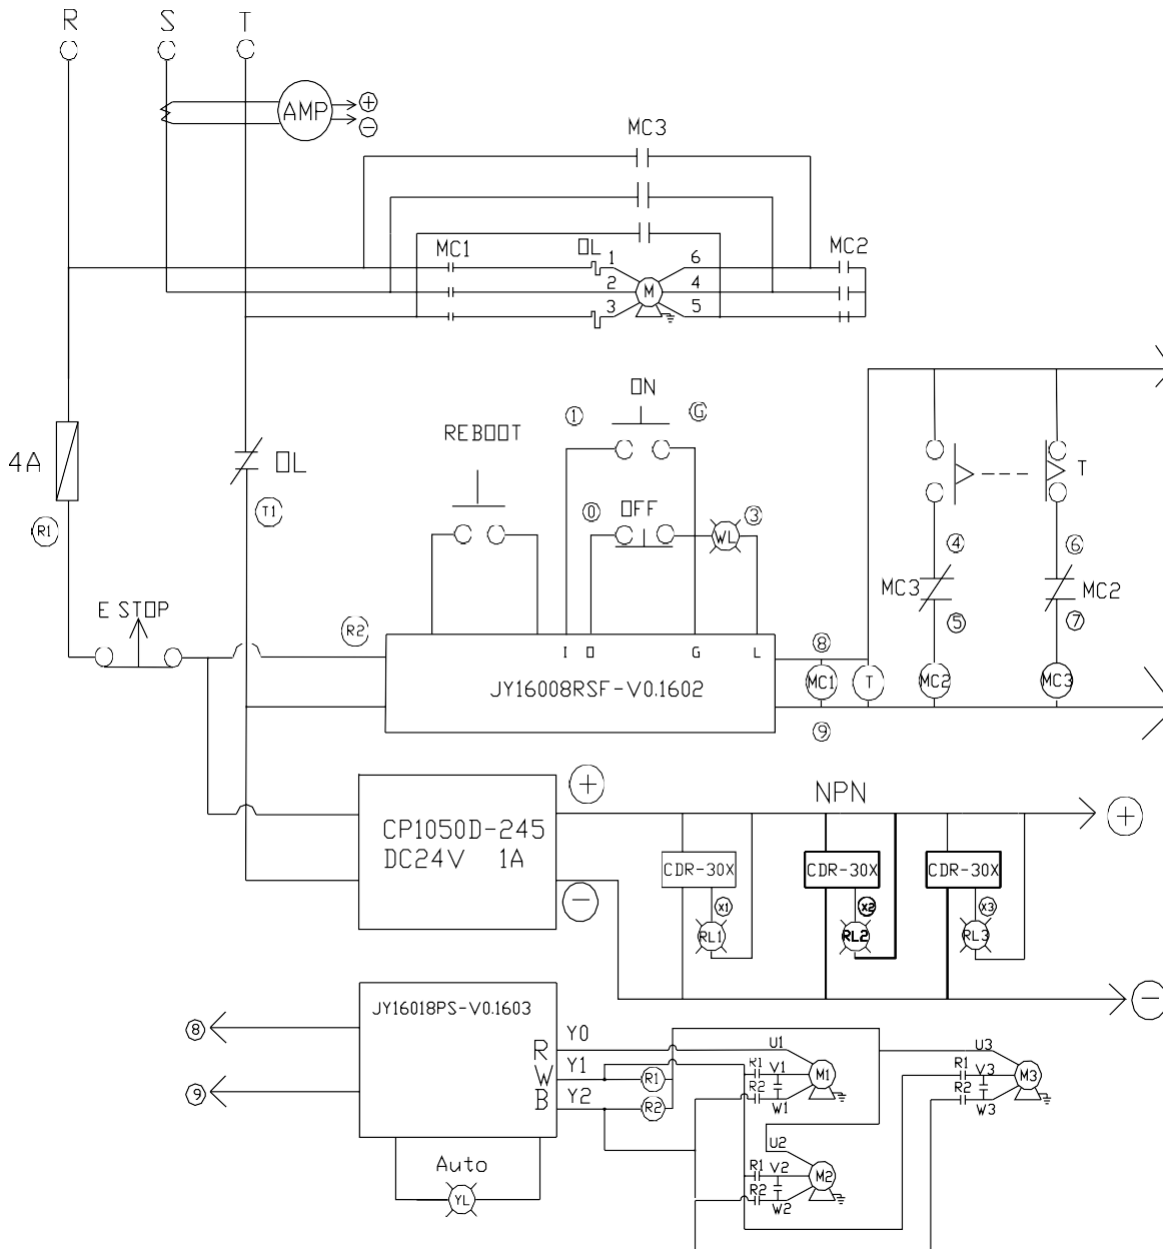 R S T
AMP + −
MC3
MC1 OL 1 6 MC2
2 M 4
3 5
ON
1 G
REBOOT
4A OL T
T1 0 OFF 3
R1 WL
4 6
MC3 MC2
E STOP 5 7
R2
I O G L 8
JY16008RSF-V0.1602 MC1 T MC2 MC3
9
+ NPN
CP1050D-245 +
DC24V 1A
CDR-30X CDR-30X CDR-30X
− X1 X2 X3
RL1 RL2 RL3
JY16018PS-V0.1603 −
8 Y0 U1 U3
R Y1 R1 V1 R1 V3
W R1 M1 M3
9 B Y2 R2 R2
R2 W1 W3
U2
Auto R1 V2
M2
YL R2
W2